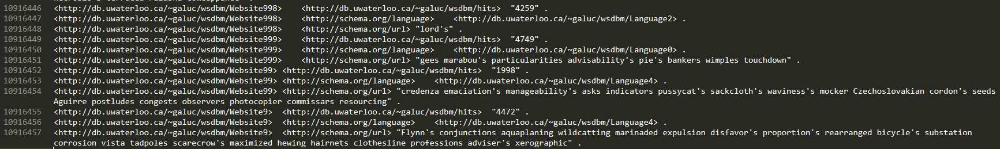 10916446 <http://db.uwaterloo.ca/~galuc/wsdbm/Website998> <http://db.uwaterloo.ca/~galuc/wsdbm/hits> "4259" .
10916447 <http://db.uwaterloo.ca/~galuc/wsdbm/Website998> <http://schema.org/language> <http://db.uwaterloo.ca/~galuc/wsdbm/Language2> .
10916448 <http://db.uwaterloo.ca/~galuc/wsdbm/Website998> <http://schema.org/url> "lord's" .
10916449 <http://db.uwaterloo.ca/~galuc/wsdbm/Website999> <http://db.uwaterloo.ca/~galuc/wsdbm/hits> "4749" .
10916450 <http://db.uwaterloo.ca/~galuc/wsdbm/Website999> <http://schema.org/language> <http://db.uwaterloo.ca/~galuc/wsdbm/Language0> .
10916451 <http://db.uwaterloo.ca/~galuc/wsdbm/Website999> <http://schema.org/url> "gees marabou's particularities advisability's pie's bankers wimples touchdown" .
10916452 <http://db.uwaterloo.ca/~galuc/wsdbm/Website99> <http://db.uwaterloo.ca/~galuc/wsdbm/hits> "1998" .
10916453 <http://db.uwaterloo.ca/~galuc/wsdbm/Website99> <http://schema.org/language> <http://db.uwaterloo.ca/~galuc/wsdbm/Language4> .
10916454 <http://db.uwaterloo.ca/~galuc/wsdbm/Website99> <http://schema.org/url> "credenza emaciation's manageability's asks indicators pussycat's sackcloth's waviness's mocker Czechoslovakian cordon's seeds
Aguirre postludes congests observers photocopier commissars resourcing" .
10916455 <http://db.uwaterloo.ca/~galuc/wsdbm/Website9> <http://db.uwaterloo.ca/~galuc/wsdbm/hits> "4472"
10916456 <http://db.uwaterloo.ca/~galuc/wsdbm/Website9> <http://schema.org/language> <http://db.uwaterloo.ca/~galuc/wsdbm/Language4> .
10916457 <http://db.uwaterloo.ca/~galuc/wsdbm/Website9> <http://schema.org/url> "Flynn's conjunctions aquaplaning wildcatting marinaded expulsion disfavor's proportion's rearranged bicycle's substation
corrosion vista tadpoles scarecrow's maximized hewing hairnets clothesline professions adviser's xerographic" .